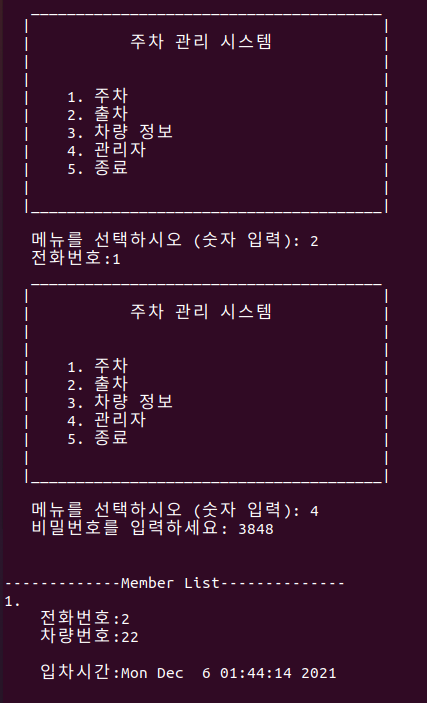 주차 관리 시스템
1. 주차
2. 출차
3. 차량 정보
4. 관리자
5. 종료
메뉴를 선택하시오 (숫자 입력): 2
전화번호:1
주차 관리 시스템
1. 주차
2. 출차
3. 차량 정보
4. 관리자
5. 종료
메뉴를 선택하시오 (숫자 입력): 4
비밀번호를 입력하세요: 3848
-------------Member List--------------
1.
전화번호:2
차량번호:22
입차시간:Mon Dec  6 01:44:14 2021